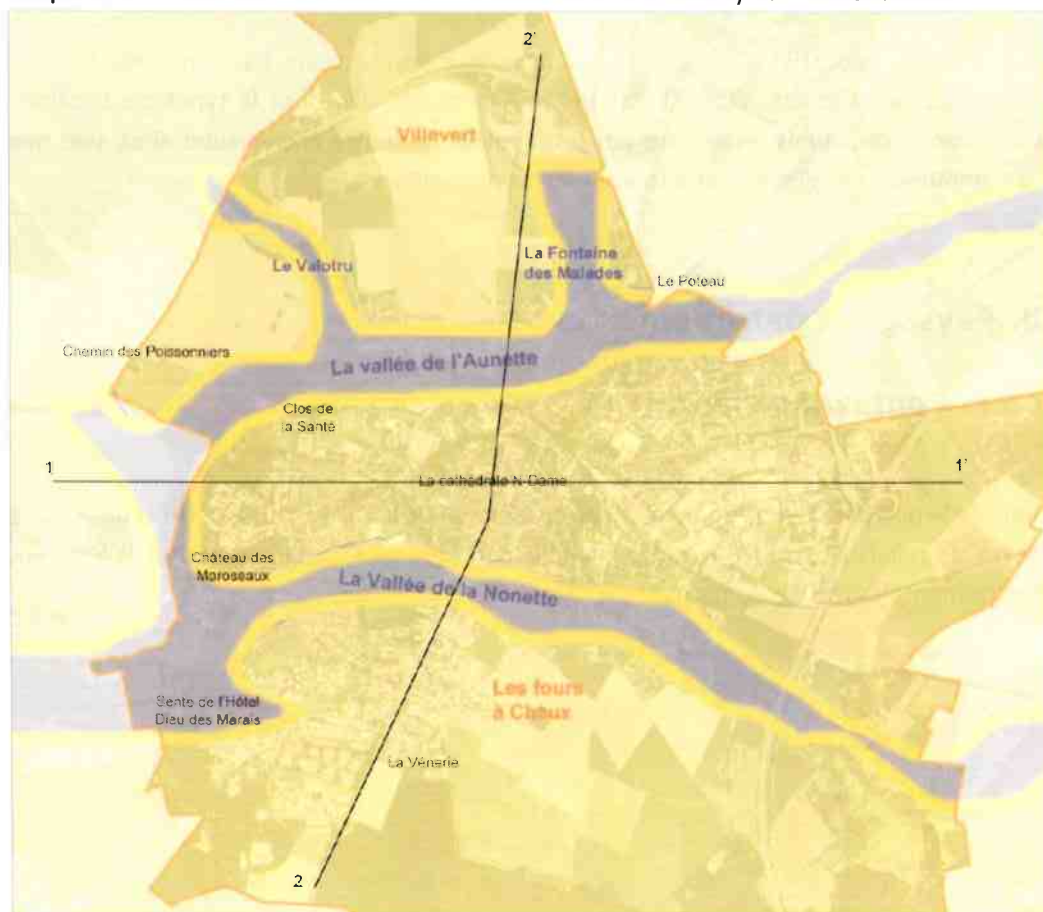 2'
Villevert
La Fontaine
des Malades
Le Valotru
Le Poteau
Chemin des Poissonniers
La vallée de l'Aunette
Clos de
la Santé
1
1'
La cathédrale N-Dame
Château des
Maroseaux
La Vallée de la Nonette
Les fours
à Chaux
Sente de l'Hôtel
Dieu des Marais
La Vènerie
2